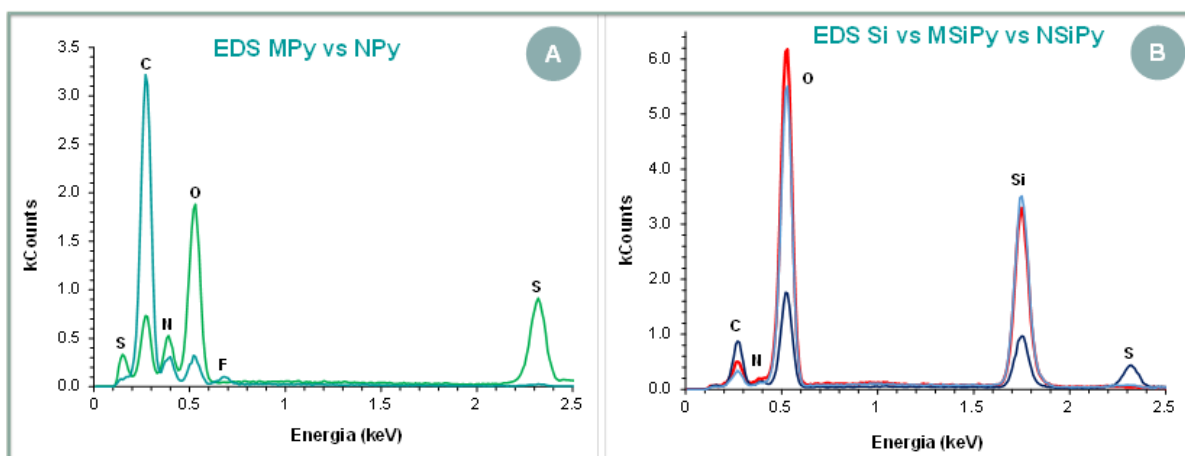 EDS MPy vs NPy
A
3.5
3.0
2.5
2.0
1.5
1.0
0.5
0.0
kCounts
C
O
S
N
F
S
0
0.5
1
1.5
2
2.5
Energia (keV)
EDS Si vs MSiPy vs NSiPy
B
6.0
5.0
4.0
3.0
2.0
1.0
0.0
kCounts
O
Si
C
N
S
0
0.5
1
1.5
2
2.5
Energia (keV)